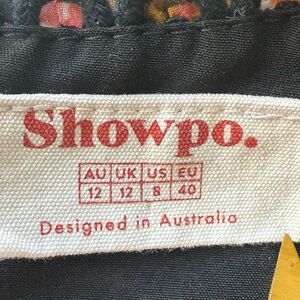 Showpo.
AU UK US EU
12 12 8 40
Designed in Australia